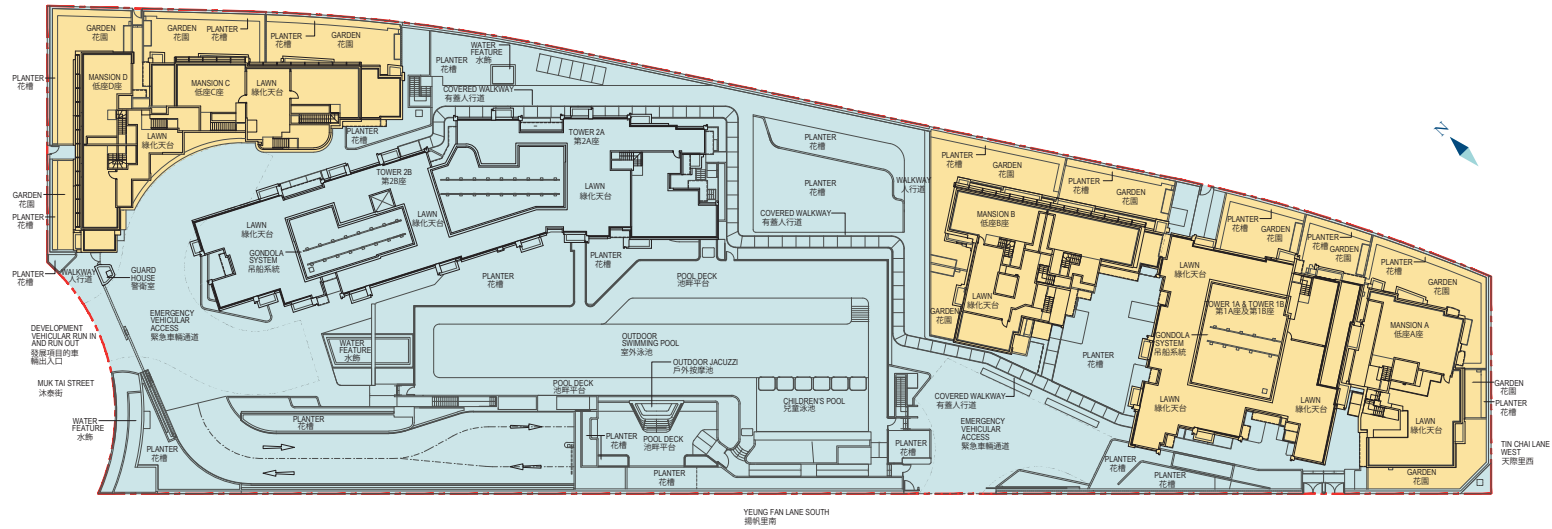 GARDEN
花園
GARDEN
花園
PLANTER
花槽
PLANTER
花槽
GARDEN
花園
WATER
FEATURE
水飾
PLANTER
花槽
PLANTER
花槽
MANSION D
低座D座
MANSION C
低座C座
LAWN
綠化天台
COVERED WALKWAY
有蓋人行道
N
LAWN
綠化天台
PLANTER
花槽
TOWER 2A
第2A座
PLANTER
花槽
PLANTER
花槽
GARDEN
花園
TOWER 2B
第2B座
LAWN
綠化天台
PLANTER
花槽
WALKWAY
人行道
PLANTER
花槽
GARDEN
花園
GARDEN
花園
PLANTER
花槽
LAWN
綠化天台
LAWN
綠化天台
COVERED WALKWAY
有蓋人行道
MANSION B
低座B座
PLANTER
花槽
GARDEN
花園
PLANTER
花槽
GARDEN
花園
PLANTER
花槽
GARDEN
花園
PLANTER
花槽
WALKWAY
人行道
GUARD
HOUSE
警衛室
GONDOLA
SYSTEM
吊船系統
PLANTER
花槽
PLANTER
花槽
POOL DECK
池畔平台
LAWN
綠化天台
LAWN
綠化天台
GARDEN
花園
TOWER 1A & TOWER 1B
第1A座及第1B座
EMERGENCY
VEHICULAR
ACCESS
緊急車輛通道
DEVELOPMENT
VEHICULAR RUN IN
AND RUN OUT
發展項目的車
輛出入口
WATER
FEATURE
水飾
OUTDOOR
SWIMMING POOL
室外泳池
OUTDOOR JACUZZI
戶外按摩池
GONDOLA
SYSTEM
吊船系統
MANSION A
低座A座
PLANTER
花槽
MUK TAI STREET
沐泰街
POOL DECK
池畔平台
CHILDREN'S POOL
兒童泳池
COVERED WALKWAY
有蓋人行道
LAWN
綠化天台
LAWN
綠化天台
GARDEN
花園
PLANTER
花槽
WATER
FEATURE
水飾
PLANTER
花槽
PLANTER
花槽
PLANTER
花槽
POOL DECK
池畔平台
PLANTER
花槽
EMERGENCY
VEHICULAR
ACCESS
緊急車輛通道
LAWN
綠化天台
TIN CHAI LANE
WEST
天際里西
PLANTER
花槽
PLANTER
花槽
PLANTER
花槽
GARDEN
花園
YEUNG FAN LANE SOUTH
揚帆里南